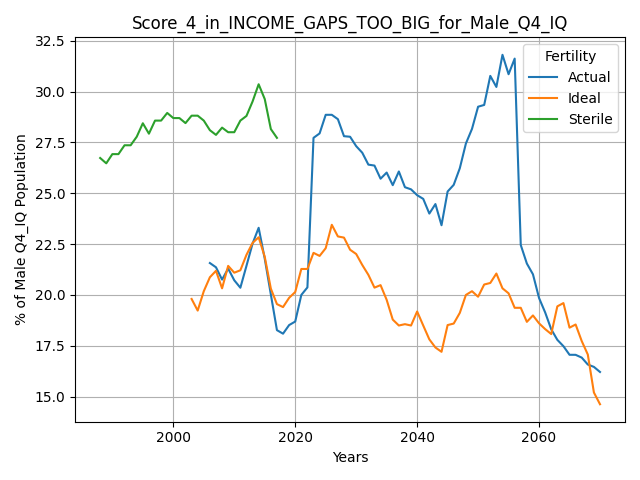 Score_4_in_INCOME_GAPS_TOO_BIG_for_Male_Q4_IQ
32.5
30.0
27.5
25.0
22.5
20.0
17.5
15.0
% of Male Q4_IQ Population
Fertility
Actual
Ideal
Sterile
2000
2020
2040
2060
Years